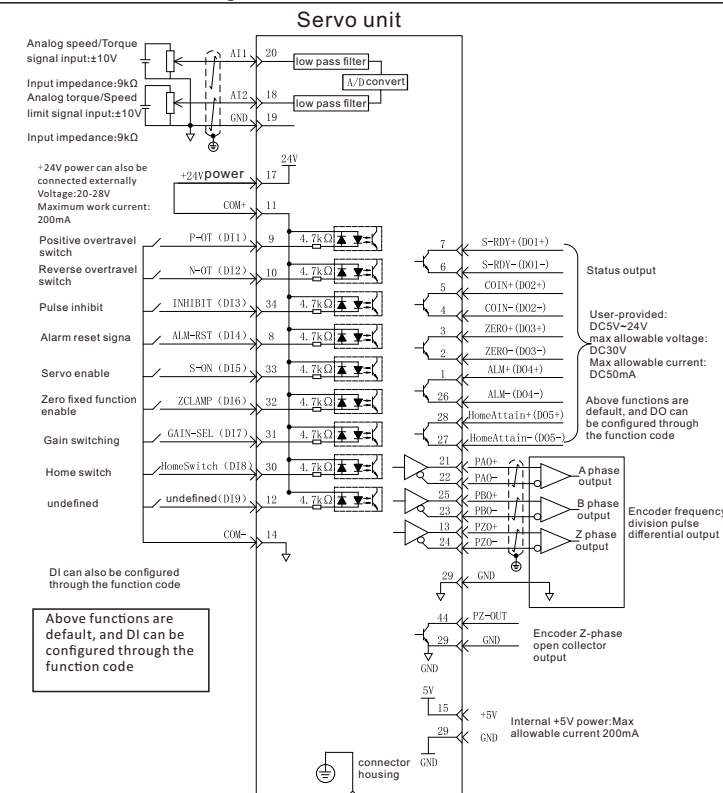 Servo unit
Analog speed/Torque
signal input:±10V
Input impedance:9kΩ
Analog torque/Speed
limit signal input:±10V
Input impedance:9kΩ
AI1 20
low pass filter
A/D convert
AI2 18
low pass filter
GND 19
+24V power can also be
connected externally
Voltage:20-28V
Maximum work current:
200mA
24V
+24Vpower 17
COM+ 11
Positive overtravel
switch
P-OT (DI1) 9 4.7kΩ
Reverse overtravel
switch
N-OT (DI2) 10 4.7kΩ
Pulse inhibit
INHIBIT (DI3) 34 4.7kΩ
Alarm reset signa
ALM-RST (DI4) 8 4.7kΩ
Servo enable
S-ON (DI5) 33 4.7kΩ
Zero fixed function
enable
ZCLAMP (DI6) 32 4.7kΩ
Gain switching
GAIN-SEL (DI7) 31 4.7kΩ
Home switch
HomeSwitch (DI8) 30 4.7kΩ
undefined
undefined(DI9) 12 4.7kΩ
COM- 14
DI can also be configured
through the function code
Above functions are
default, and DI can be
configured through the
function code
7 S-RDY+(DO1+)
6 S-RDY-(DO1-)
5 COIN+(DO2+)
4 COIN-(DO2-)
3 ZERO+(DO3+)
2 ZERO-(DO3-)
1 ALM+(DO4+)
26 ALM-(DO4-)
28 HomeAttain+(DO5+)
27 HomeAttain-(DO5-)
Status output
User-provided:
DC5V~24V
max allowable voltage:
DC30V
Max allowable current:
DC50mA
Above functions are
default, and DO can
be configured through
the function code
21 PAO+
22 PAO-
25 PBO+
23 PBO-
13 PZO+
24 PZO-
A phase
output
B phase
output
Z phase
output
Encoder frequency
division pulse
differential output
29 GND
44 PZ-OUT
29 GND
GND
Encoder Z-phase
open collector
output
5V
15 +5V
29 GND
GND
Internal +5V power:Max
allowable current 200mA
connector
housing